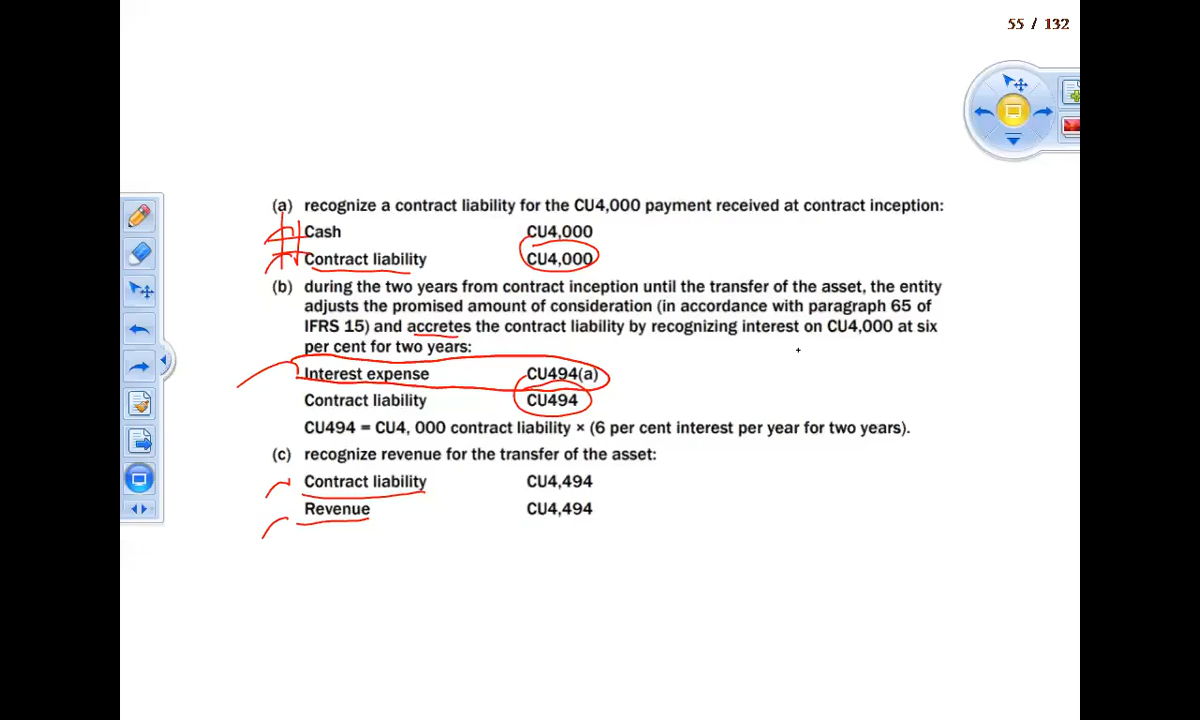 55 / 132
(a) recognize a contract liability for the CU4,000 payment received at contract inception:
Cash CU4,000
Contract liability CU4,000
(b) during the two years from contract inception until the transfer of the asset, the entity
adjusts the promised amount of consideration (in accordance with paragraph 65 of
IFRS 15) and accretes the contract liability by recognizing interest on CU4,000 at six
per cent for two years:
Interest expense CU494(a)
Contract liability CU494
CU494 = CU4, 000 contract liability × (6 per cent interest per year for two years).
(c) recognize revenue for the transfer of the asset:
Contract liability CU4,494
Revenue CU4,494